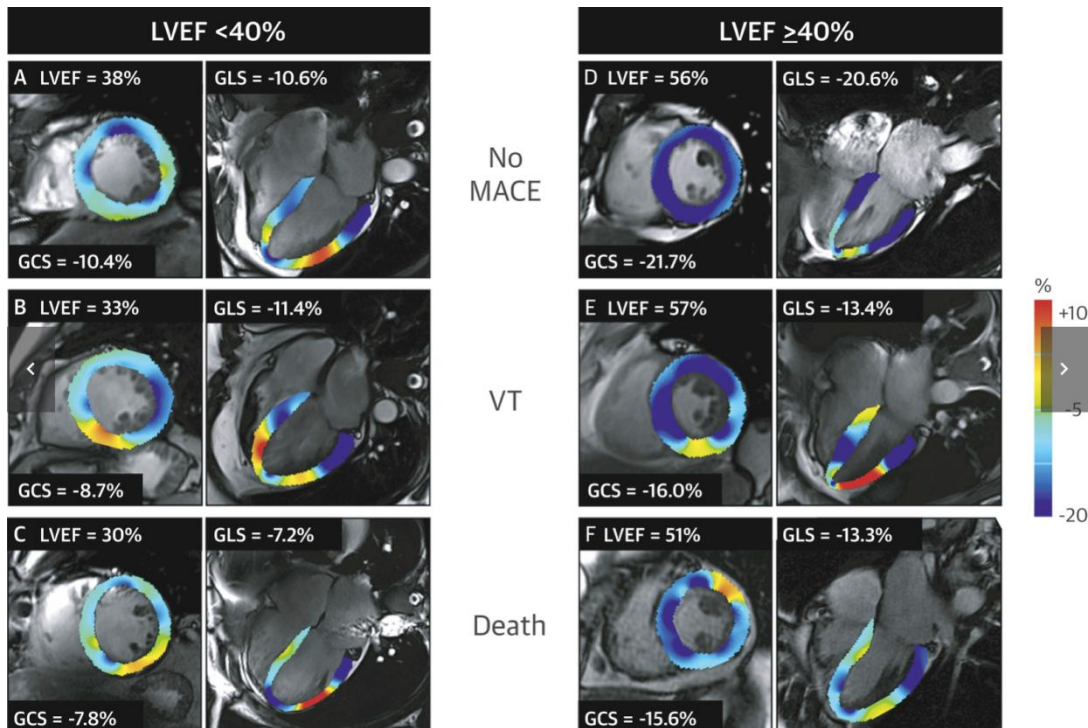 LVEF <40%
LVEF ≥40%
A LVEF = 38%
GLS = -10.6%
GCS = -10.4%
No
MACE
D LVEF = 56%
GLS = -20.6%
GCS = -21.7%
B LVEF = 33%
GLS = -11.4%
GCS = -8.7%
VT
E LVEF = 57%
GLS = -13.4%
GCS = -16.0%
C LVEF = 30%
GLS = -7.2%
GCS = -7.8%
Death
F LVEF = 51%
GLS = -13.3%
GCS = -15.6%
%
+10
-5
-20